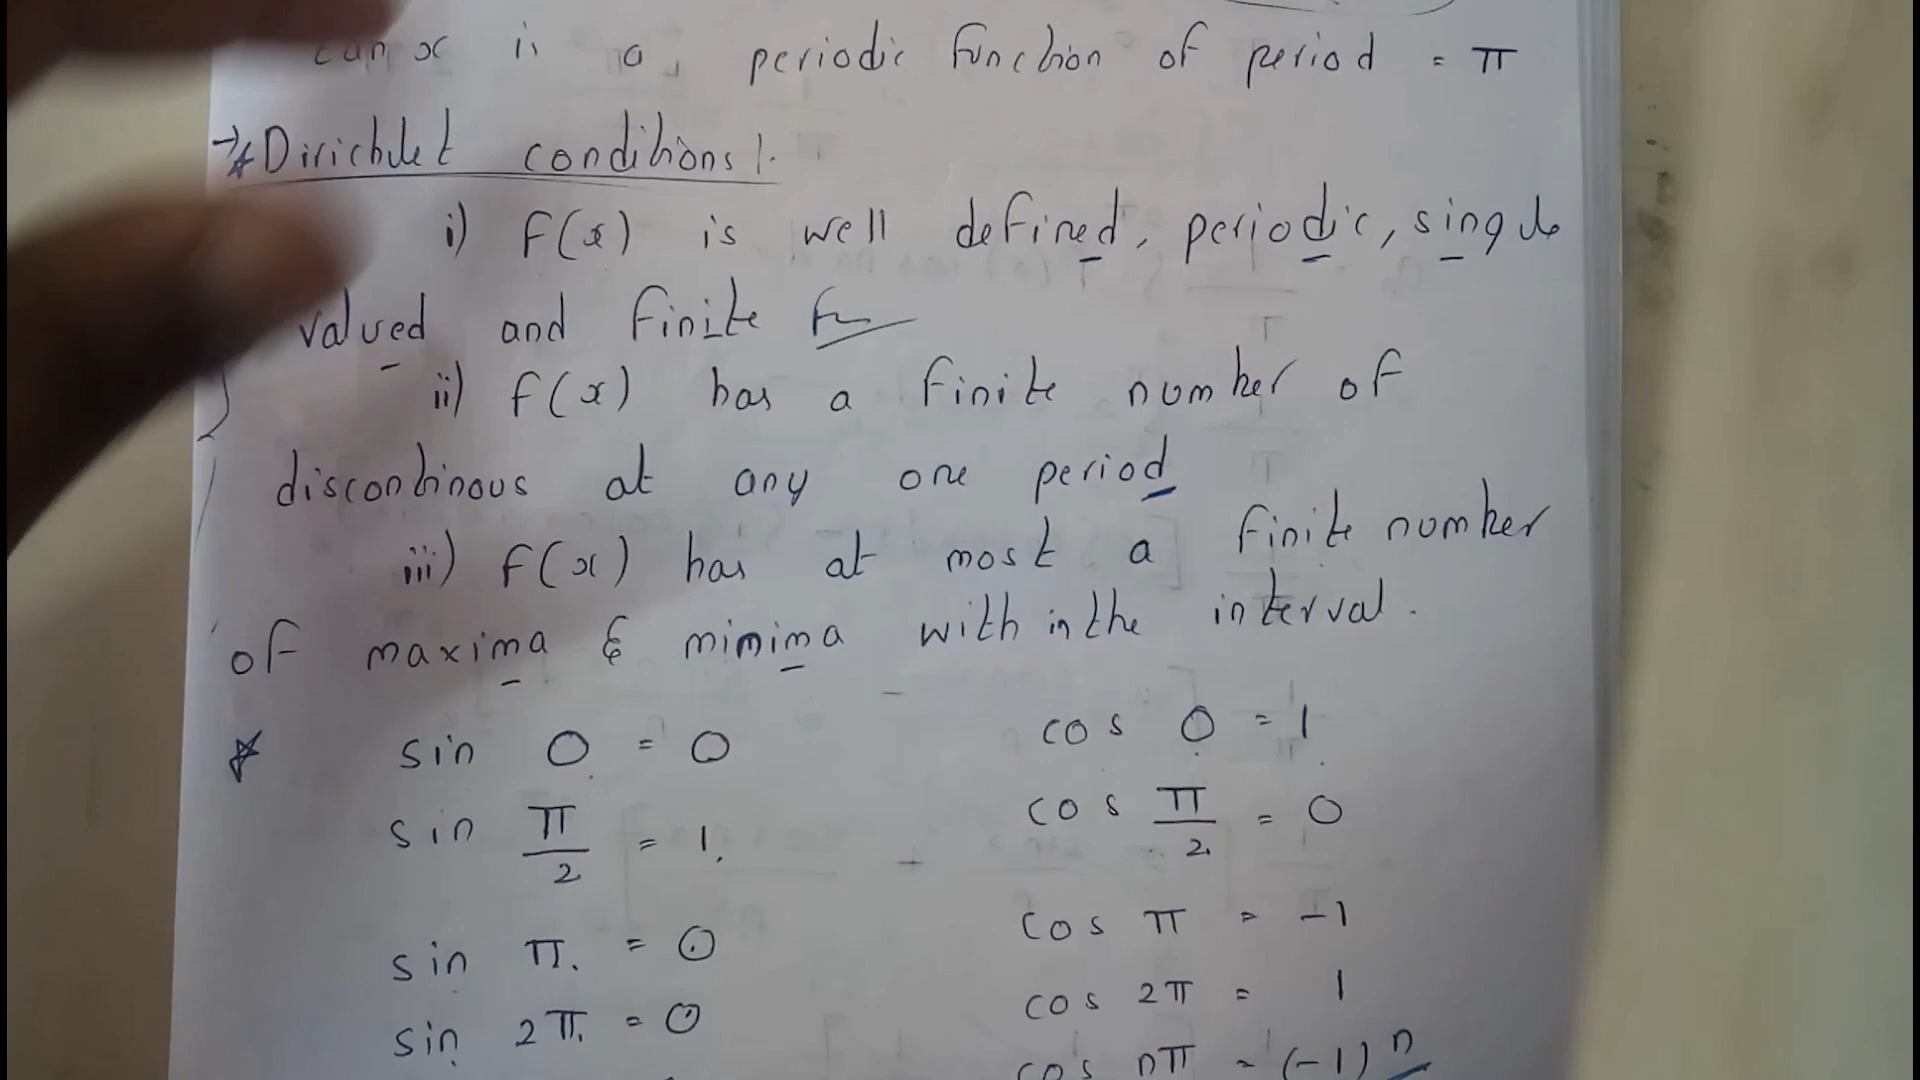 tan x is a periodic function of period = π
→* Dirichlet conditions :-
i) f(x) is well defined, periodic, single
valued and finite fn
ii) f(x) has a finite number of
discontinous at any one period
iii) f(x) has at most a finite number
of maxima & minima with in the interval.
* sin 0 = 0 cos 0 = 1
sin π/2 = 1 cos π/2 = 0
sin π = 0 cos π = -1
sin 2π = 0 cos 2π = 1
cos nπ = (-1)ⁿ